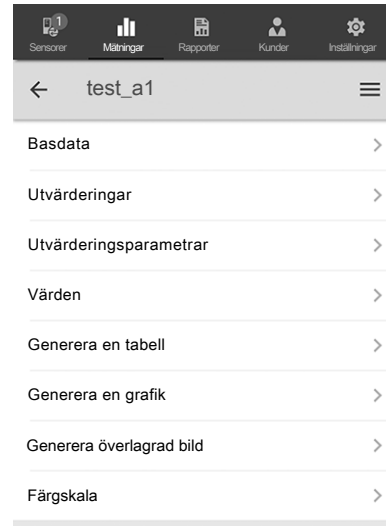 1
Sensorer Mätningar Rapporter Kunder Inställningar
test_a1
Basdata
Utvärderingar
Utvärderingsparametrar
Värden
Generera en tabell
Generera en grafik
Generera överlagrad bild
Färgskala